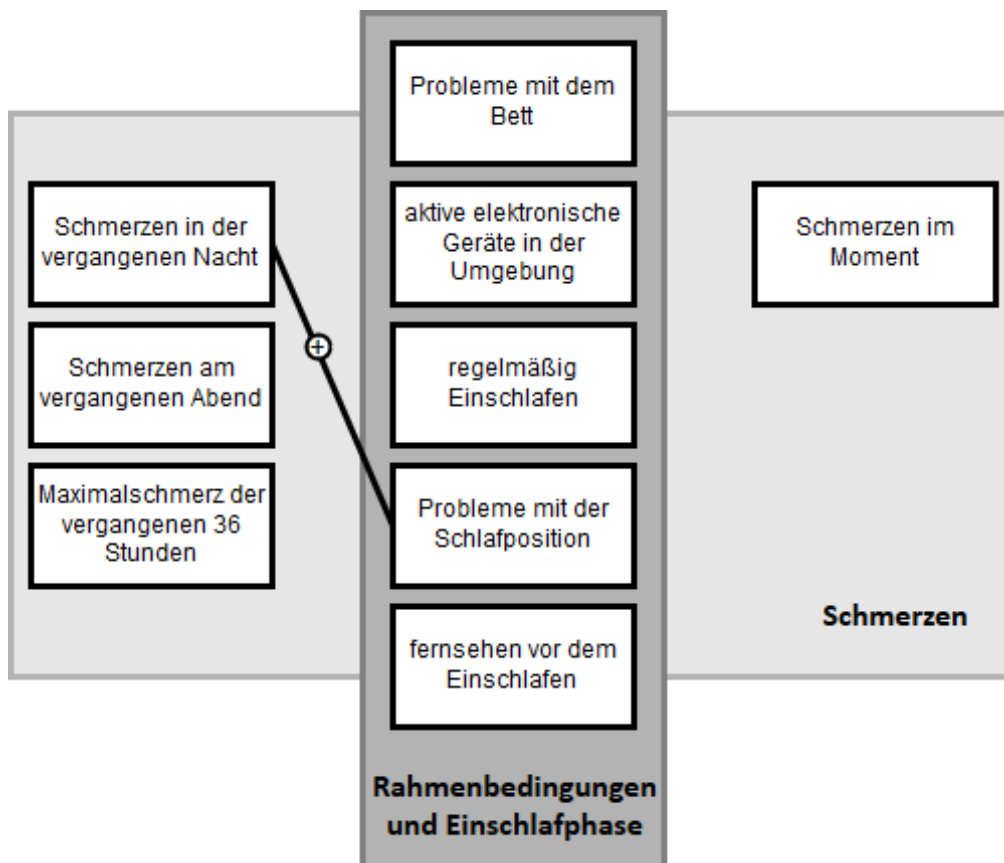 Probleme mit dem
Bett
Schmerzen in der
vergangenen Nacht
aktive elektronische
Geräte in der
Umgebung
Schmerzen im
Moment
+
Schmerzen am
vergangenen Abend
regelmäßig
Einschlafen
Maximalschmerz der
vergangenen 36
Stunden
Probleme mit der
Schlafposition
Schmerzen
fernsehen vor dem
Einschlafen
Rahmenbedingungen
und Einschlafphase